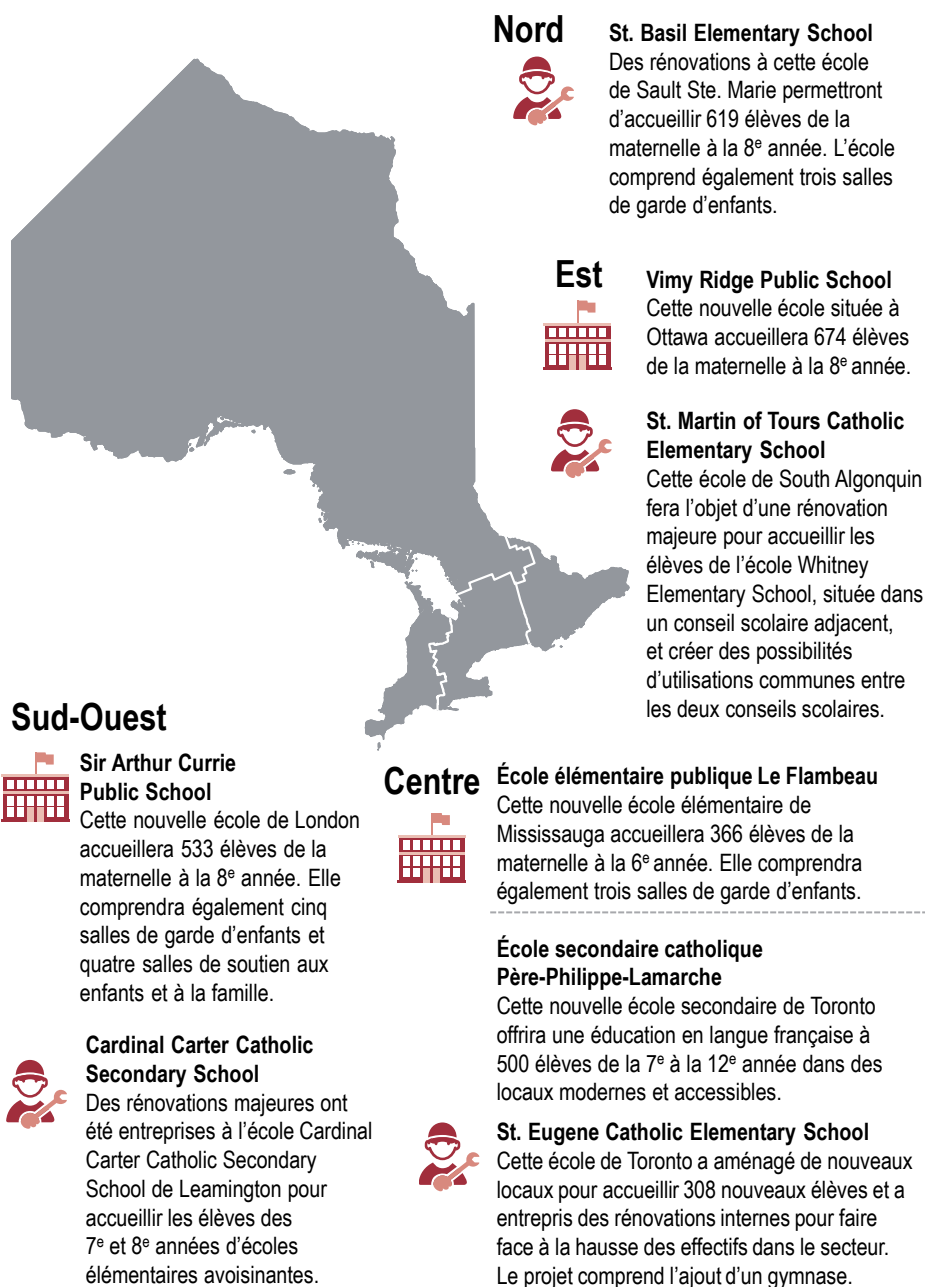 Nord
St. Basil Elementary School
Des rénovations à cette école
de Sault Ste. Marie permettront
d’accueillir 619 élèves de la
maternelle à la 8e année. L’école
comprend également trois salles
de garde d’enfants.
Est
Vimy Ridge Public School
Cette nouvelle école située à
Ottawa accueillera 674 élèves
de la maternelle à la 8e année.
St. Martin of Tours Catholic
Elementary School
Cette école de South Algonquin
fera l’objet d’une rénovation
majeure pour accueillir les
élèves de l’école Whitney
Elementary School, située dans
un conseil scolaire adjacent,
et créer des possibilités
d’utilisations communes entre
les deux conseils scolaires.
Sud-Ouest
Sir Arthur Currie
Public School
Cette nouvelle école de London
accueillera 533 élèves de la
maternelle à la 8e année. Elle
comprendra également cinq
salles de garde d’enfants et
quatre salles de soutien aux
enfants et à la famille.
Cardinal Carter Catholic
Secondary School
Des rénovations majeures ont
été entreprises à l’école Cardinal
Carter Catholic Secondary
School de Leamington pour
accueillir les élèves des
7e et 8e années d’écoles
élémentaires avoisinantes.
Centre
École élémentaire publique Le Flambeau
Cette nouvelle école élémentaire de
Mississauga accueillera 366 élèves de la
maternelle à la 6e année. Elle comprendra
également trois salles de garde d’enfants.
École secondaire catholique
Père-Philippe-Lamarche
Cette nouvelle école secondaire de Toronto
offrira une éducation en langue française à
500 élèves de la 7e à la 12e année dans des
locaux modernes et accessibles.
St. Eugene Catholic Elementary School
Cette école de Toronto a aménagé de nouveaux
locaux pour accueillir 308 nouveaux élèves et a
entrepris des rénovations internes pour faire
face à la hausse des effectifs dans le secteur.
Le projet comprend l’ajout d’un gymnase.